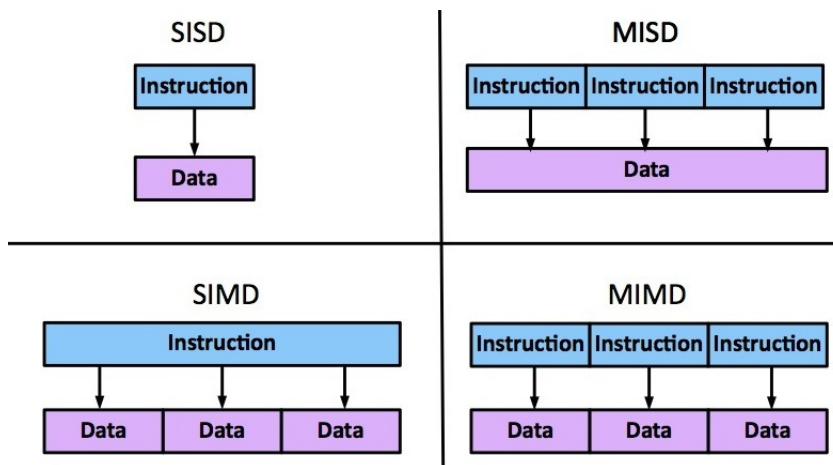 SISD
Instruction
Data
MISD
Instruction Instruction Instruction
Data
SIMD
Instruction
Data Data Data
MIMD
Instruction Instruction Instruction
Data Data Data